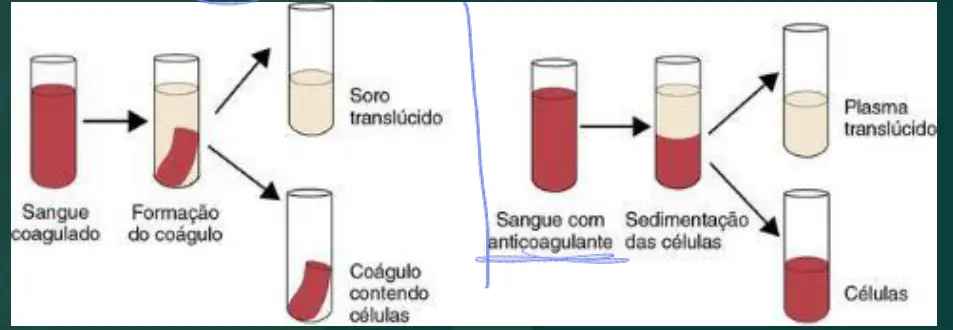 Sangue
coagulado
Formação
do coágulo
Soro
translúcido
Coágulo
contendo
células
Sangue com
anticoagulante
Sedimentação
das células
Plasma
translúcido
Células